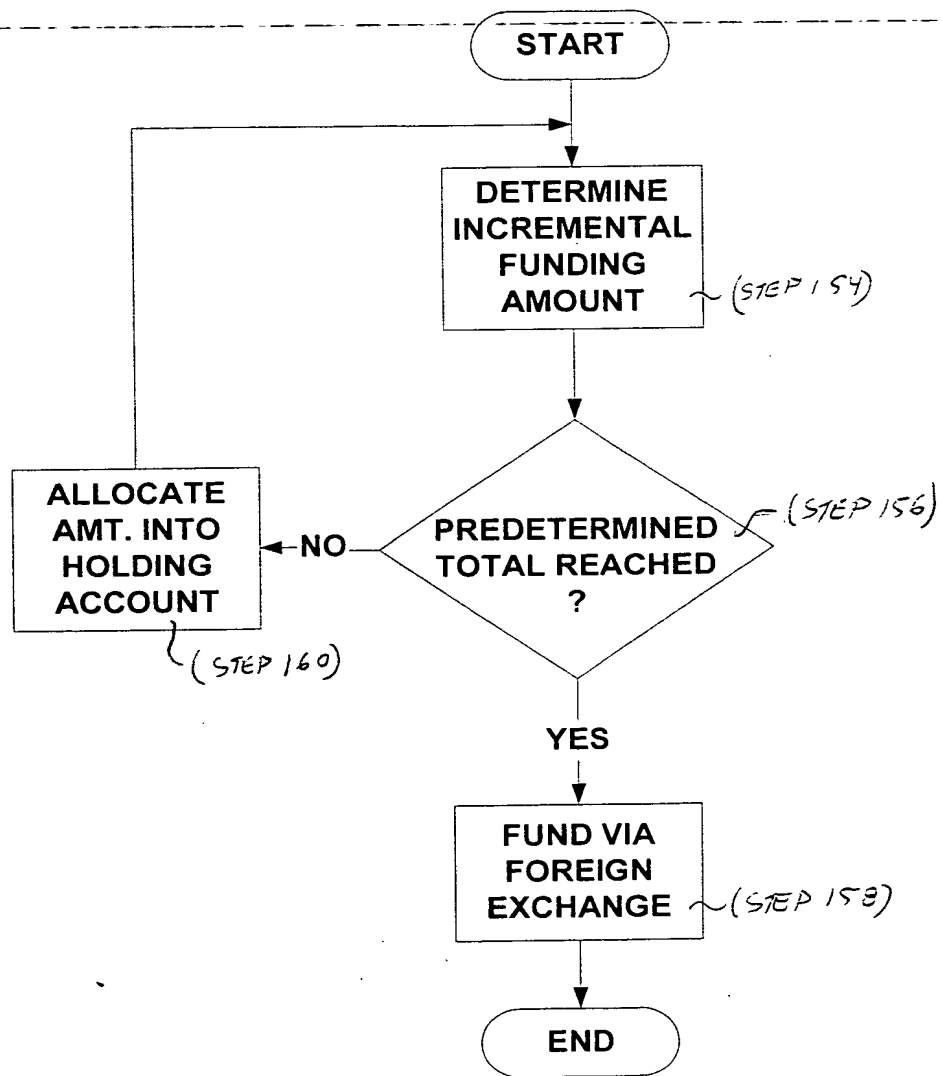 START
DETERMINE
INCREMENTAL
FUNDING
AMOUNT
(STEP 154)
PREDETERMINED
TOTAL REACHED
?
(STEP 156)
NO
ALLOCATE
AMT. INTO
HOLDING
ACCOUNT
(STEP 160)
YES
FUND VIA
FOREIGN
EXCHANGE
(STEP 158)
END